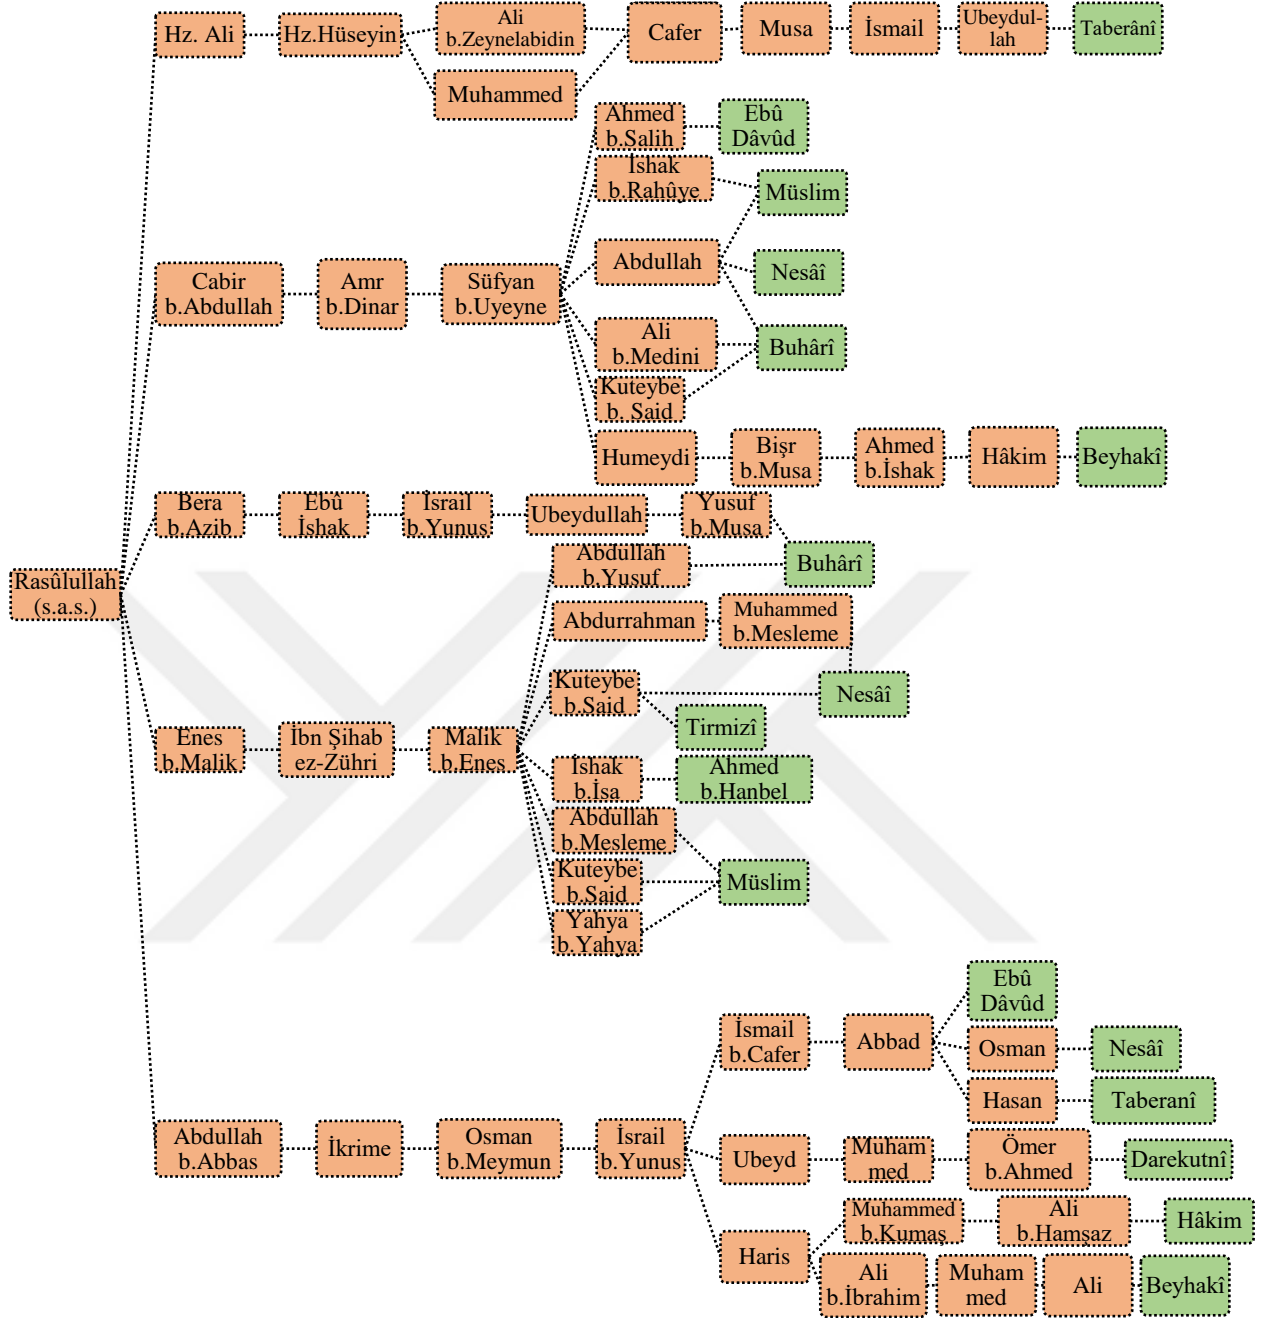 Hz. Ali
Hz.Hüseyin
Ali
b.Zeynelabidin
Muhammed
Cafer
Musa
İsmail
Ubeydul-
lah
Taberânî
Ahmed
b.Salih
Ebû
Dâvûd
İshak
b.Rahûye
Müslim
Cabir
b.Abdullah
Amr
b.Dinar
Süfyan
b.Uyeyne
Abdullah
Nesâî
Ali
b.Medini
Buhârî
Kuteybe
b. Said
Humeydi
Bişr
b.Musa
Ahmed
b.İshak
Hâkim
Beyhakî
Bera
b.Azib
Ebû
İshak
İsrail
b.Yunus
Ubeydullah
Yusuf
b.Musa
Abdullah
b.Yusuf
Buhârî
Rasûlullah
(s.a.s.)
Abdurrahman
Muhammed
b.Mesleme
Kuteybe
b.Said
Nesâî
Tirmizî
Enes
b.Malik
İbn Şihab
ez-Zühri
Malik
b.Enes
İshak
b.İsa
Ahmed
b.Hanbel
Abdullah
b.Mesleme
Kuteybe
b.Said
Müslim
Yahya
b.Yahya
Ebû
Dâvûd
İsmail
b.Cafer
Abbad
Osman
Nesâî
Hasan
Taberanî
Abdullah
b.Abbas
İkrime
Osman
b.Meymun
İsrail
b.Yunus
Ubeyd
Muham
med
Ömer
b.Ahmed
Darekutnî
Haris
Muhammed
b.Kumaş
Ali
b.Hamşaz
Hâkim
Ali
b.İbrahim
Muham
med
Ali
Beyhakî